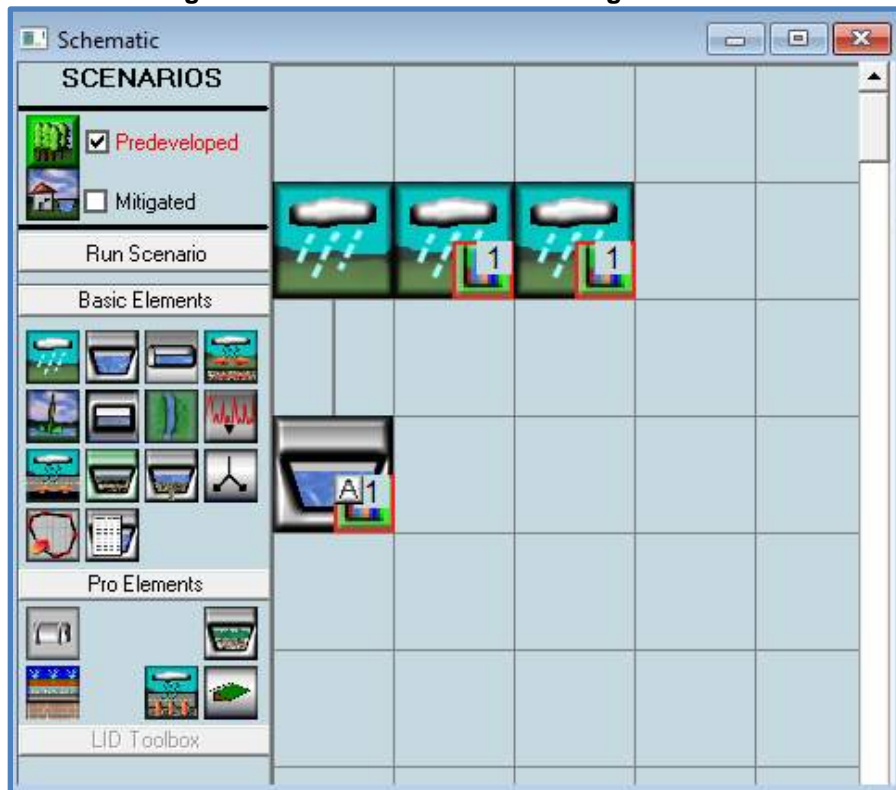 Schematic
SCENARIOS
Predeveloped
Mitigated
Run Scenario
Basic Elements
Pro Elements
LID Toolbox
1
1
A 1